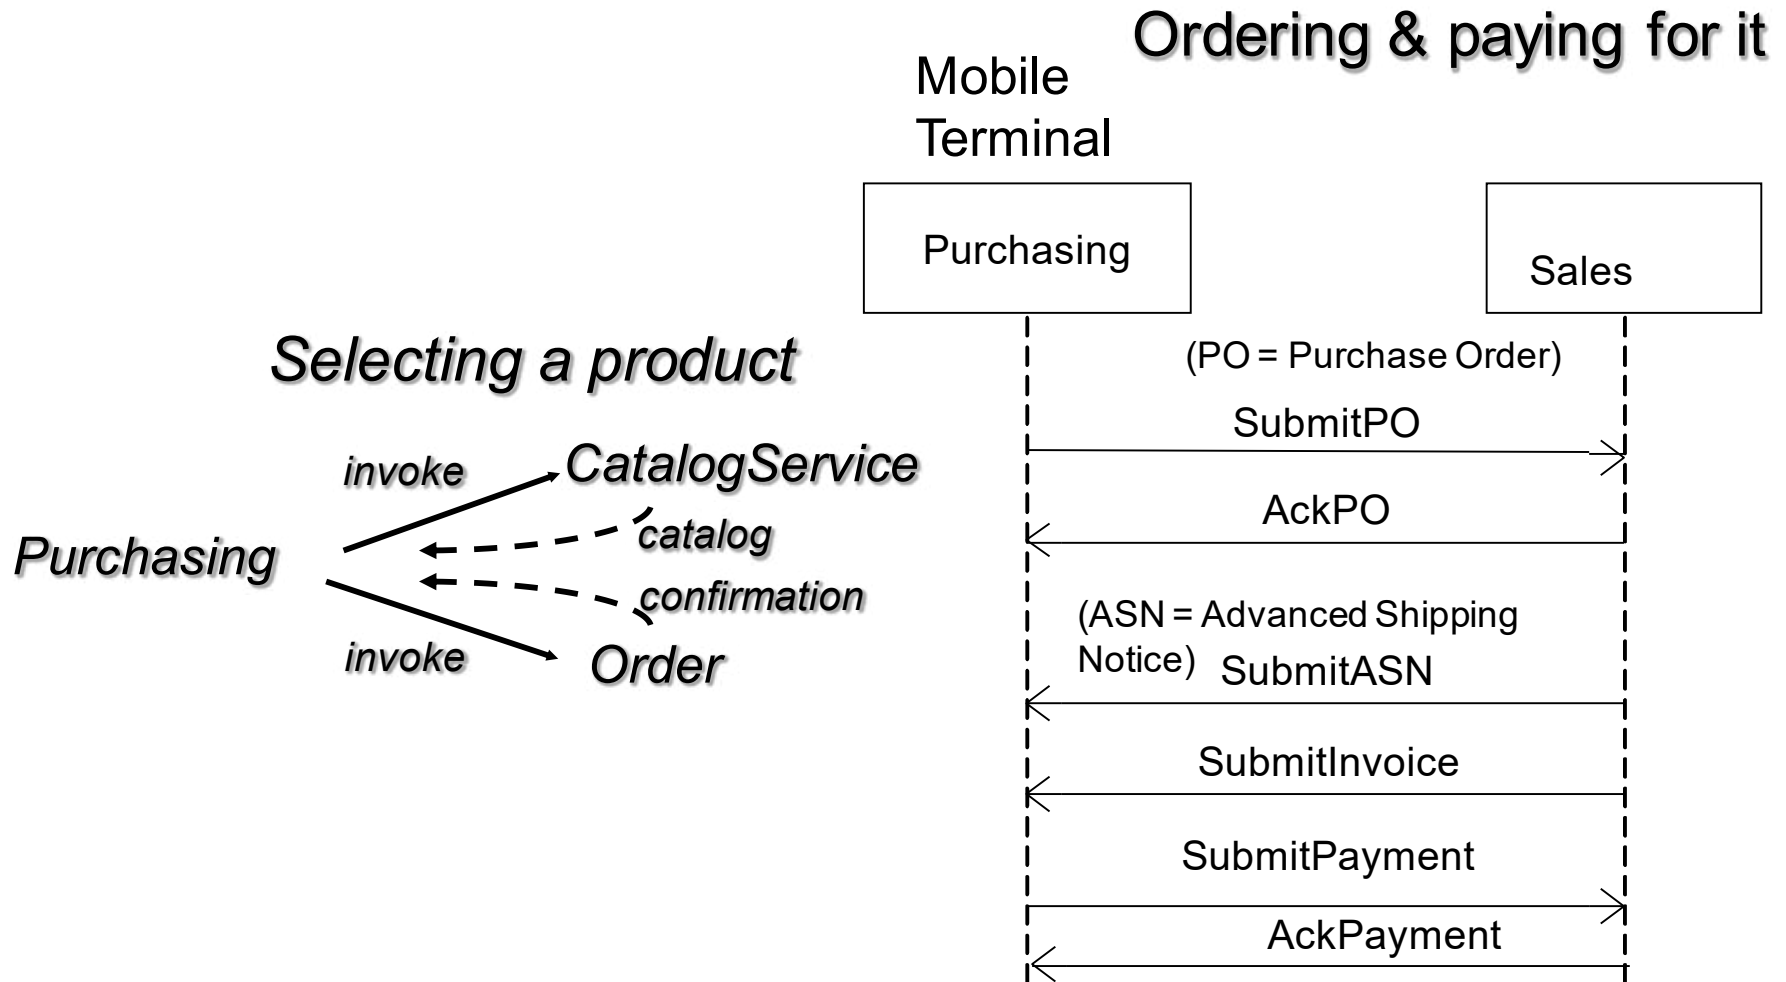 Ordering & paying for it
Mobile
Terminal
Purchasing
Sales
(PO = Purchase Order)
SubmitPO
AckPO
(ASN = Advanced Shipping
Notice)
SubmitASN
SubmitInvoice
SubmitPayment
AckPayment
Selecting a product
invoke
CatalogService
catalog
Purchasing
confirmation
invoke
Order